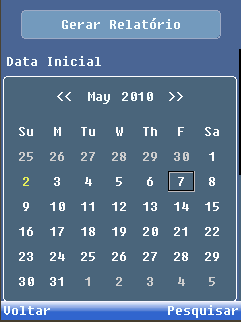 Gerar Relatório
Data Inicial
<< May 2010 >>
Su M Tu W Th F Sa
25 26 27 28 29 30 1
2 3 4 5 6 7 8
9 10 11 12 13 14 15
16 17 18 19 20 21 22
23 24 25 26 27 28 29
30 31 1 2 3 4 5
Voltar Pesquisar